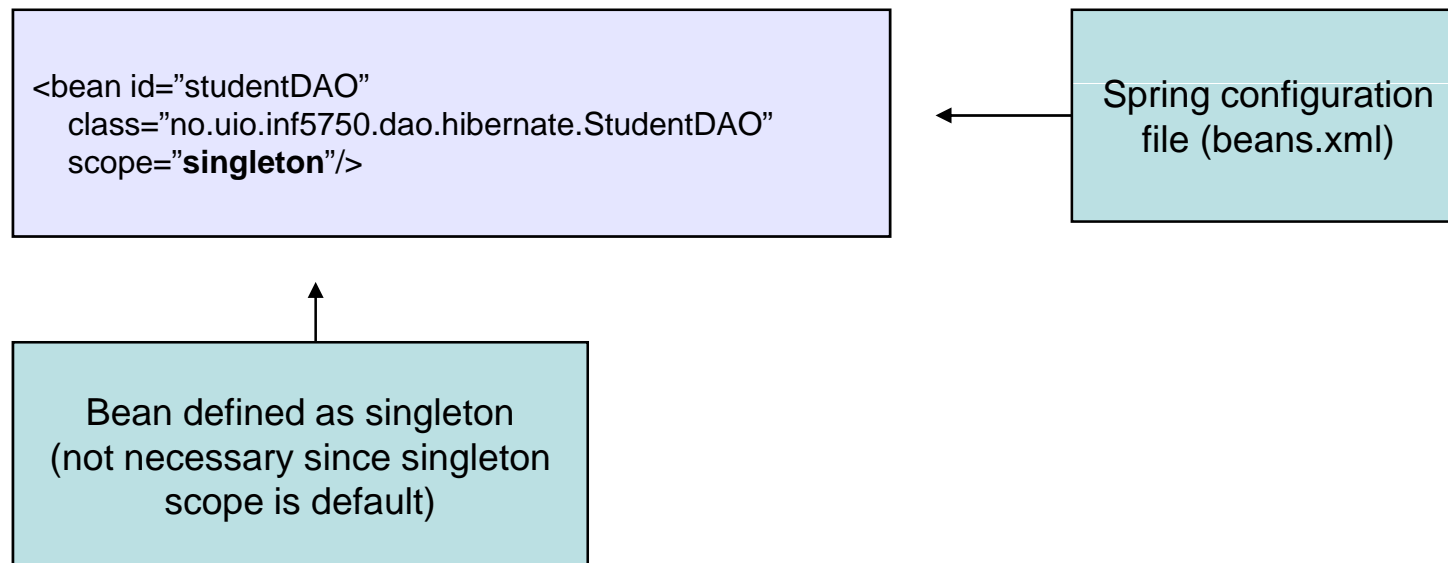 <bean id=”studentDAO”
class=”no.uio.inf5750.dao.hibernate.StudentDAO”
scope=”singleton”/>
Spring configuration
file (beans.xml)
Bean defined as singleton
(not necessary since singleton
scope is default)